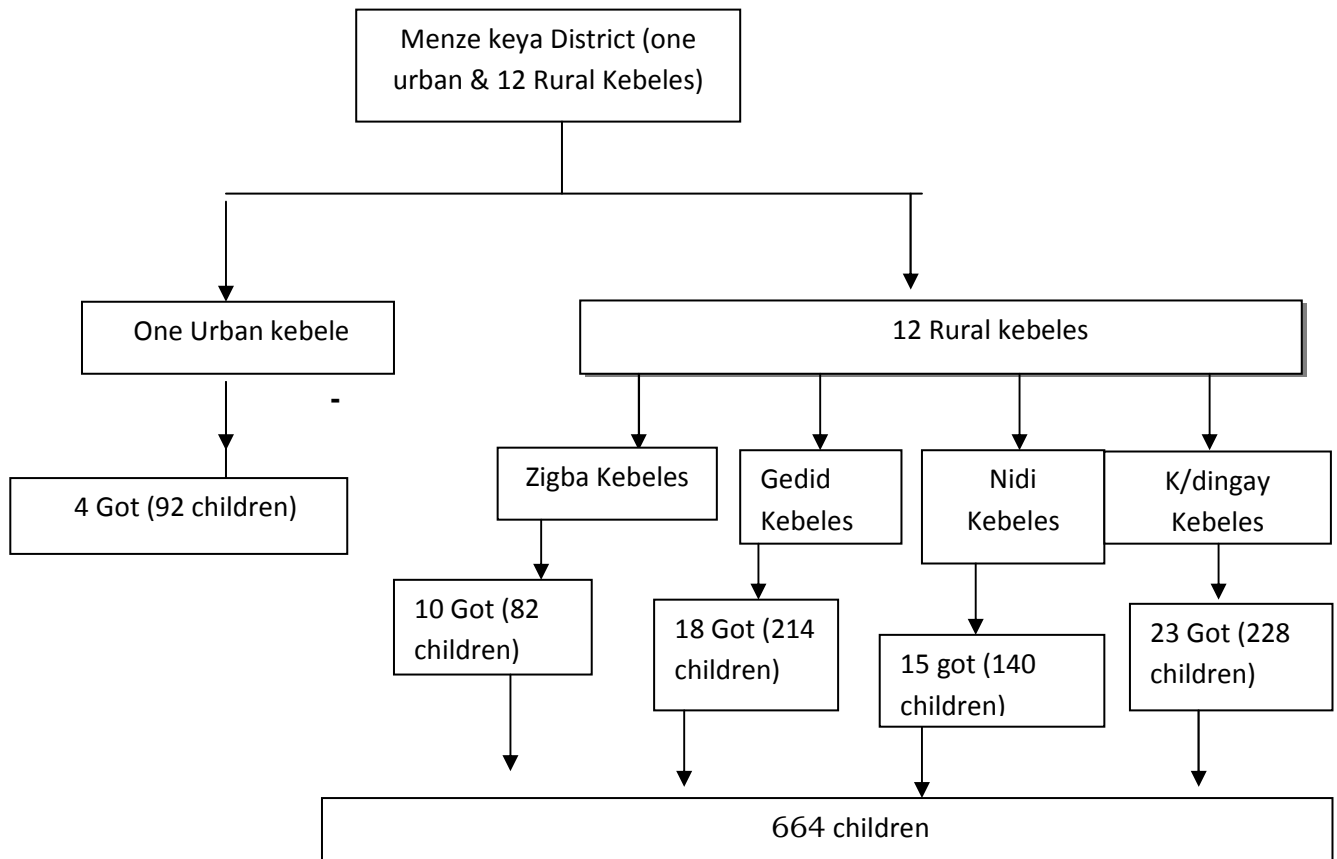 Menze keya District (one
urban & 12 Rural Kebeles)
One Urban kebele
12 Rural kebeles
-
Zigba Kebeles
Gedid
Kebeles
Nidi
Kebeles
K/dingay
Kebeles
4 Got (92 children)
10 Got (82
children)
18 Got (214
children)
15 got (140
children)
23 Got (228
children)
664 children